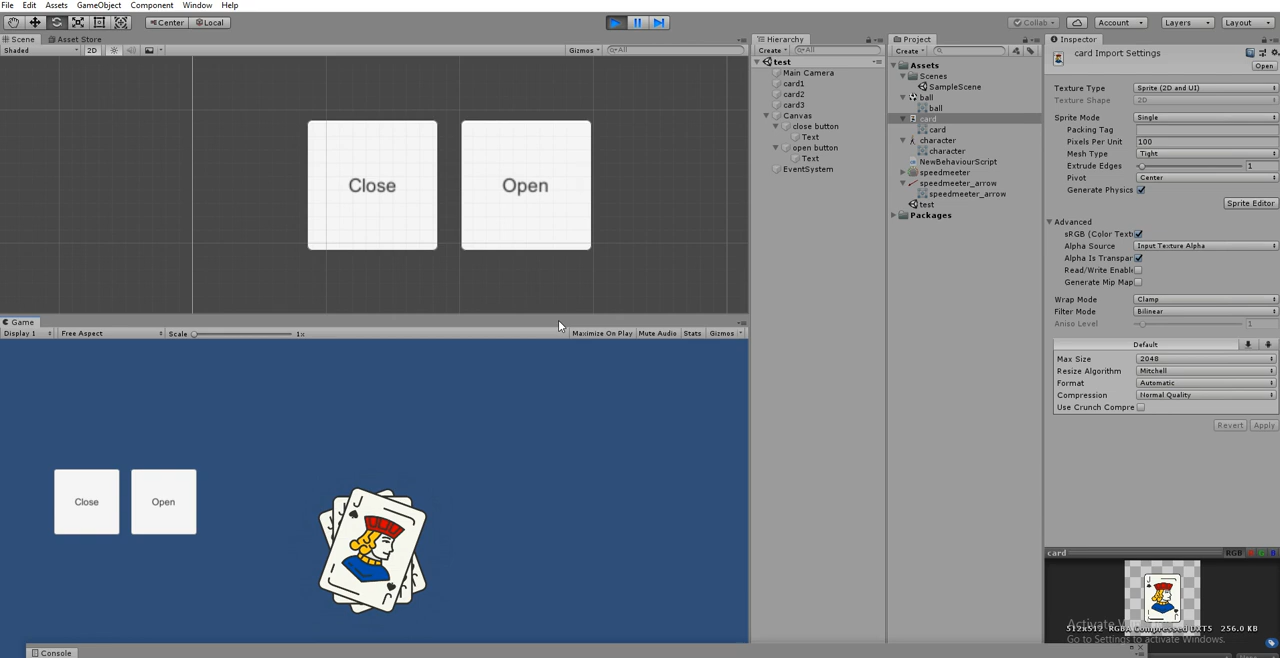 File Edit Assets GameObject Component Window Help
Center Local Collab Account Layers Layout
Scene Asset Store
Shaded 2D Gizmos All
Close Open
Game
Display 1 Free Aspect Scale 1x Maximize On Play Mute Audio Stats Gizmos
Close Open
J
Console
Hierarchy
Create All
test
Main Camera
card1
card2
card3
Canvas
close button
Text
open button
Text
EventSystem
Project
Create
Assets
Scenes
SampleScene
ball
ball
card
card
character
character
NewBehaviourScript
speedmeeter
speedmeeter_arrow
speedmeeter_arrow
test
Packages
Inspector
card Import Settings
Open
Texture Type Sprite (2D and UI)
Texture Shape 2D
Sprite Mode Single
Packing Tag
Pixels Per Unit 100
Mesh Type Tight
Extrude Edges 1
Pivot Center
Generate Physics
Sprite Editor
Advanced
sRGB (Color Text
Alpha Source Input Texture Alpha
Alpha Is Transpar
Read/Write Enabl
Generate Mip Map
Wrap Mode Clamp
Filter Mode Bilinear
Aniso Level 1
Default
Max Size 2048
Resize Algorithm Mitchell
Format Automatic
Compression Normal Quality
Use Crunch Compre
Revert Apply
card RGB
Activate W
512x512 RGBA Compressed DXT5 256.0 KB
Go to Settings to activate Windows.